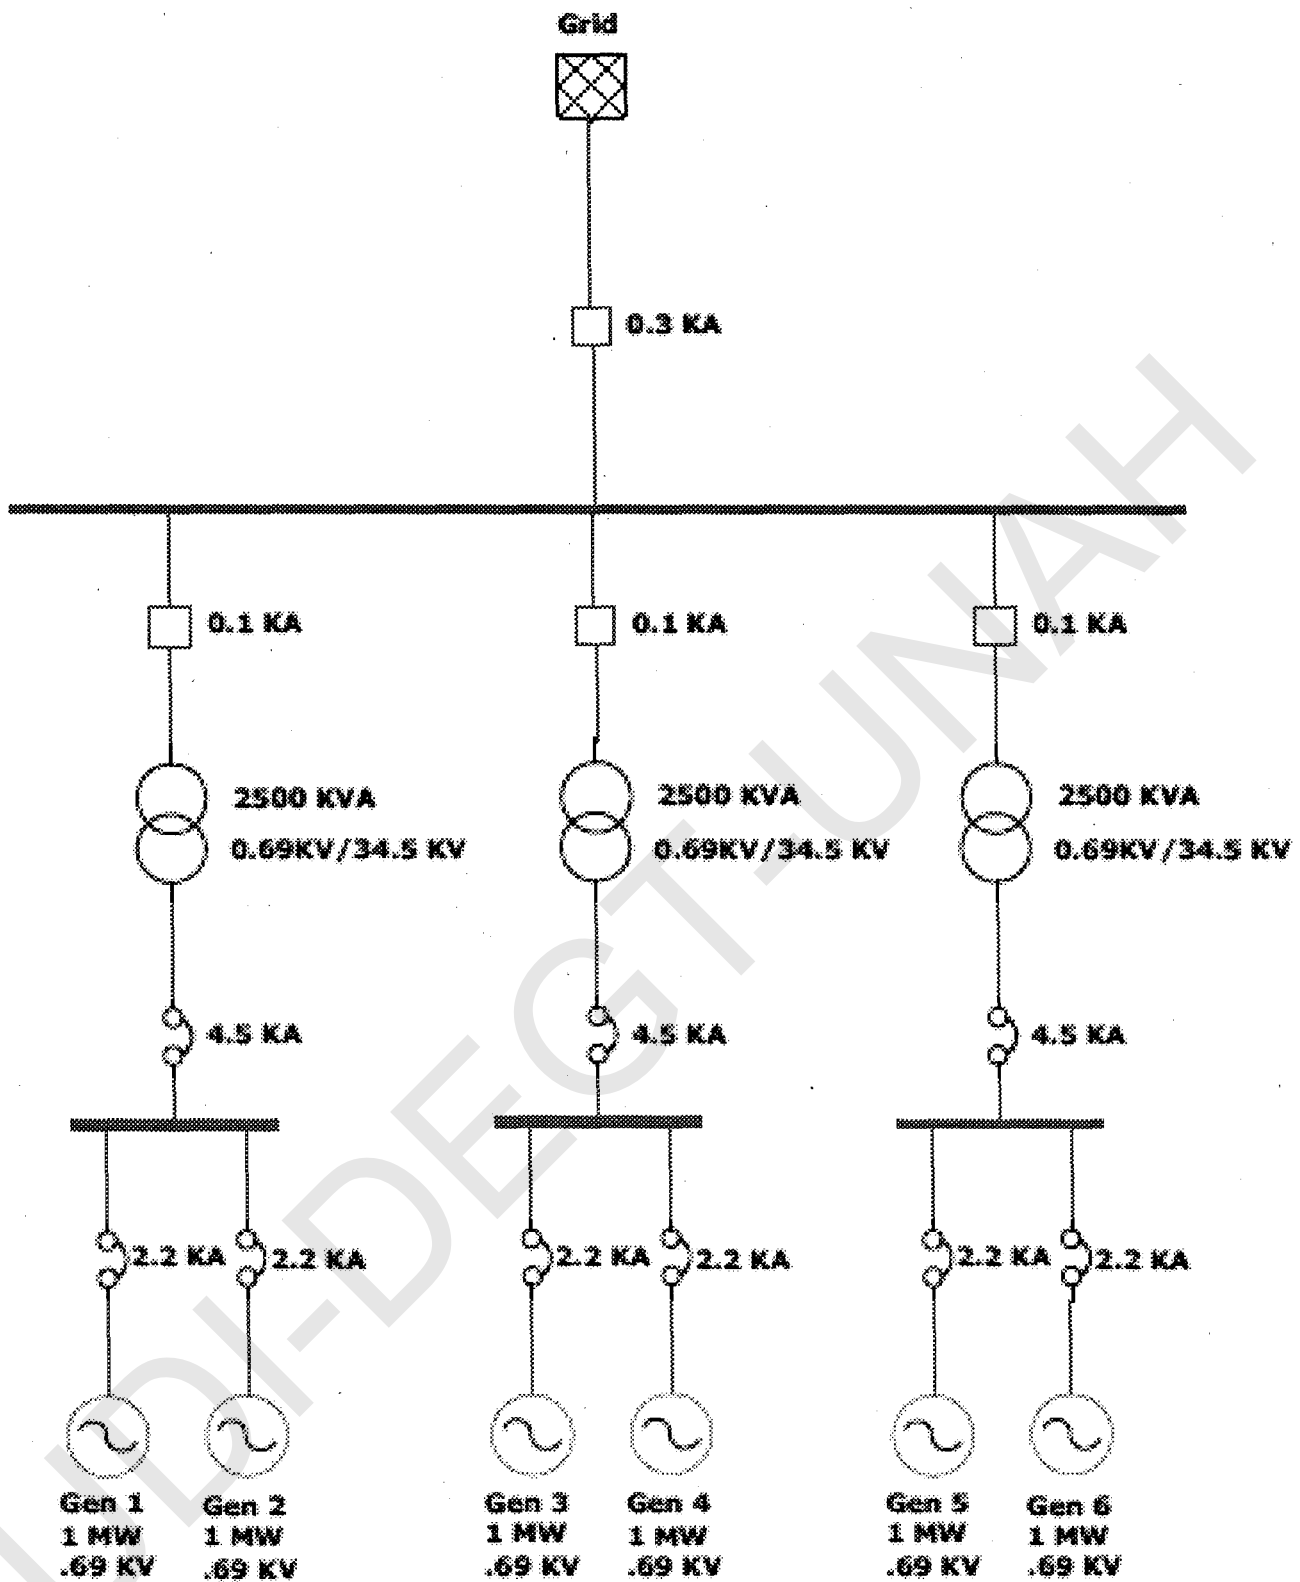 Grid
0.3 KA
0.1 KA
0.1 KA
0.1 KA
2500 KVA
0.69KV/34.5 KV
2500 KVA
0.69KV/34.5 KV
2500 KVA
0.69KV/34.5 KV
4.5 KA
4.5 KA
4.5 KA
2.2 KA
2.2 KA
2.2 KA
2.2 KA
2.2 KA
2.2 KA
Gen 1
1 MW
.69 KV
Gen 2
1 MW
.69 KV
Gen 3
1 MW
.69 KV
Gen 4
1 MW
.69 KV
Gen 5
1 MW
.69 KV
Gen 6
1 MW
.69 KV
UDI-DEGT-UNAH